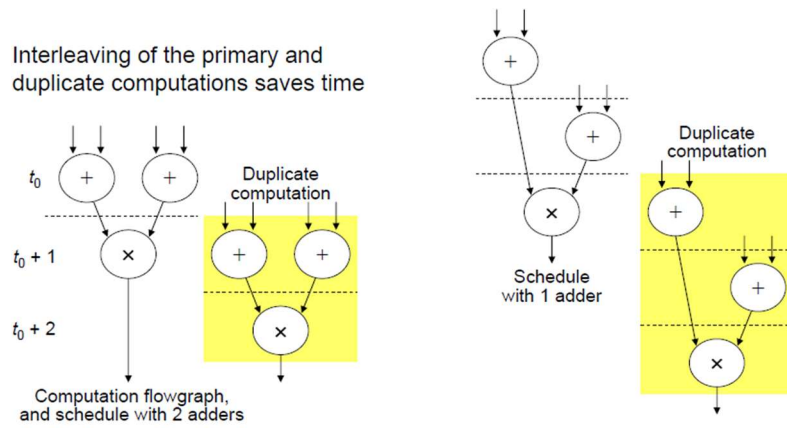 Interleaving of the primary and
duplicate computations saves time
t0
+
+
Duplicate
computation
t0 + 1
×
+
+
t0 + 2
×
Computation flowgraph,
and schedule with 2 adders
+
+
×
Schedule
with 1 adder
Duplicate
computation
+
+
×